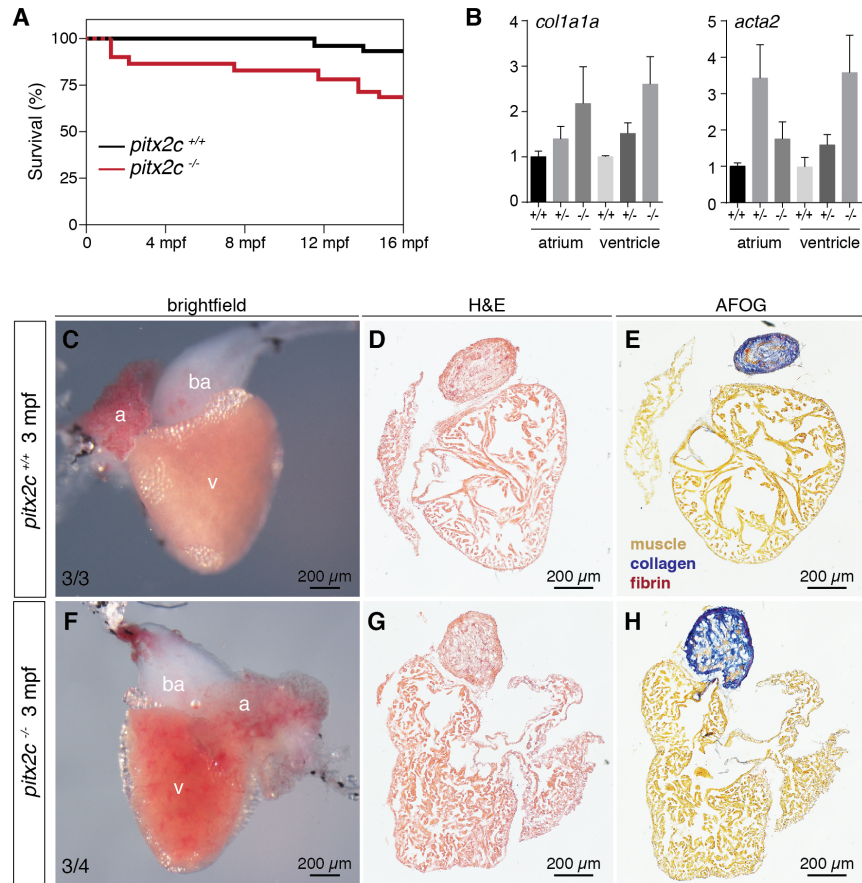 A
100
75
50
25
0
Survival (%)
pitx2c +/+
pitx2c -/-
0 4 mpf 8 mpf 12 mpf 16 mpf
B
col1a1a
4
3
2
1
0
+/+ +/- -/- +/+ +/- -/-
atrium ventricle
acta2
5
4
3
2
1
0
+/+ +/- -/- +/+ +/- -/-
atrium ventricle
brightfield H&E AFOG
pitx2c +/+ 3 mpf
C
ba
a
v
3/3
200 µm
D
200 µm
E
muscle
collagen
fibrin
200 µm
pitx2c -/- 3 mpf
F
ba
a
v
3/4
200 µm
G
200 µm
H
200 µm